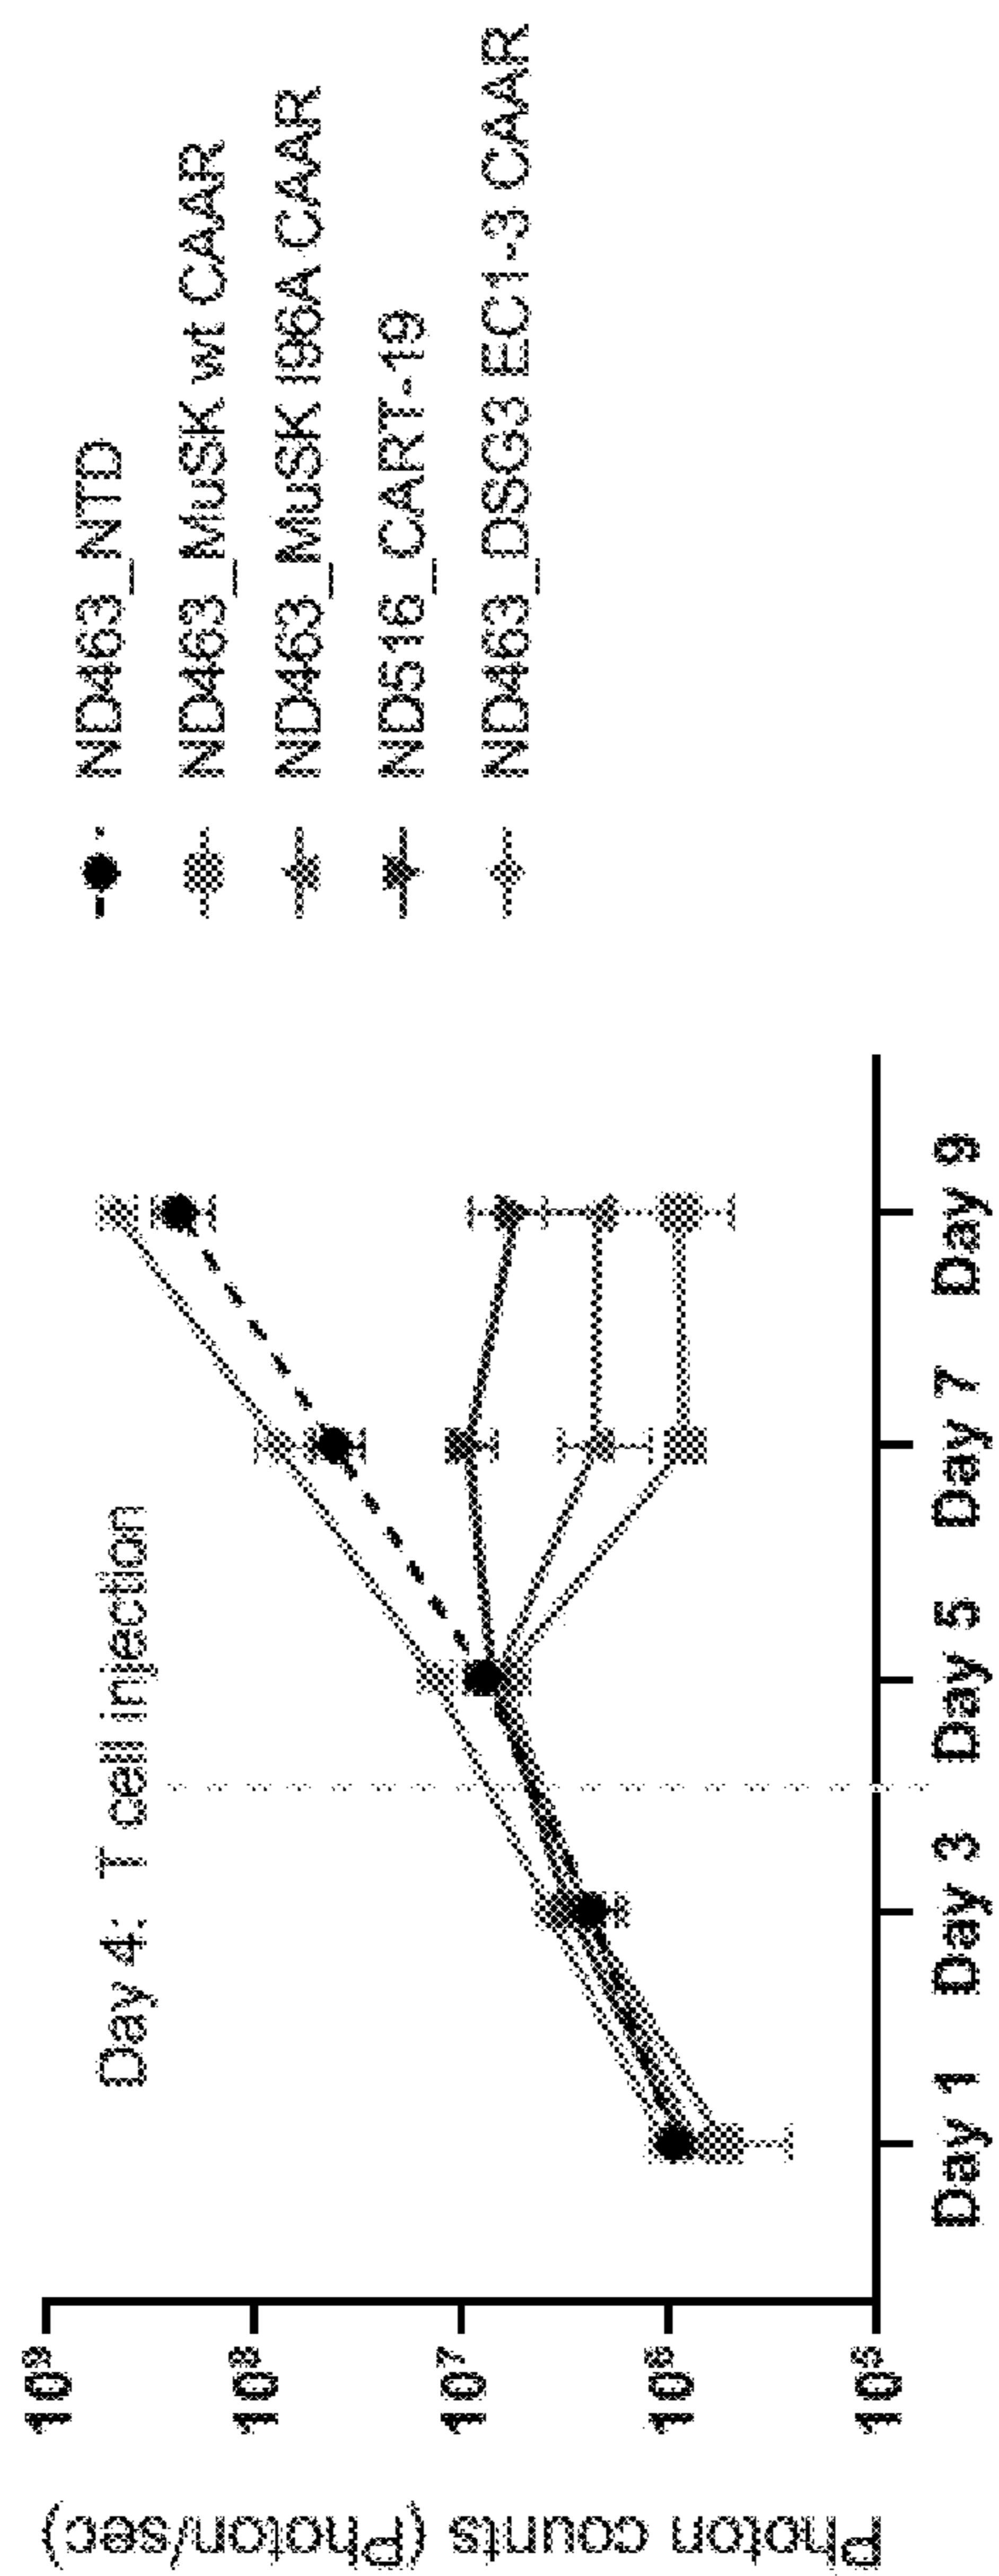 Photon counts (Photon/sec)
10⁹
10⁸
10⁷
10⁶
10⁵
Day 4: T cell injection
Day 1
Day 3
Day 5
Day 7
Day 9
ND463_NTD
ND463_MuSK wt CAAR
ND463_MuSK I96A CAAR
ND516_CART-19
ND463_DSG3 EC1-3 CAAR